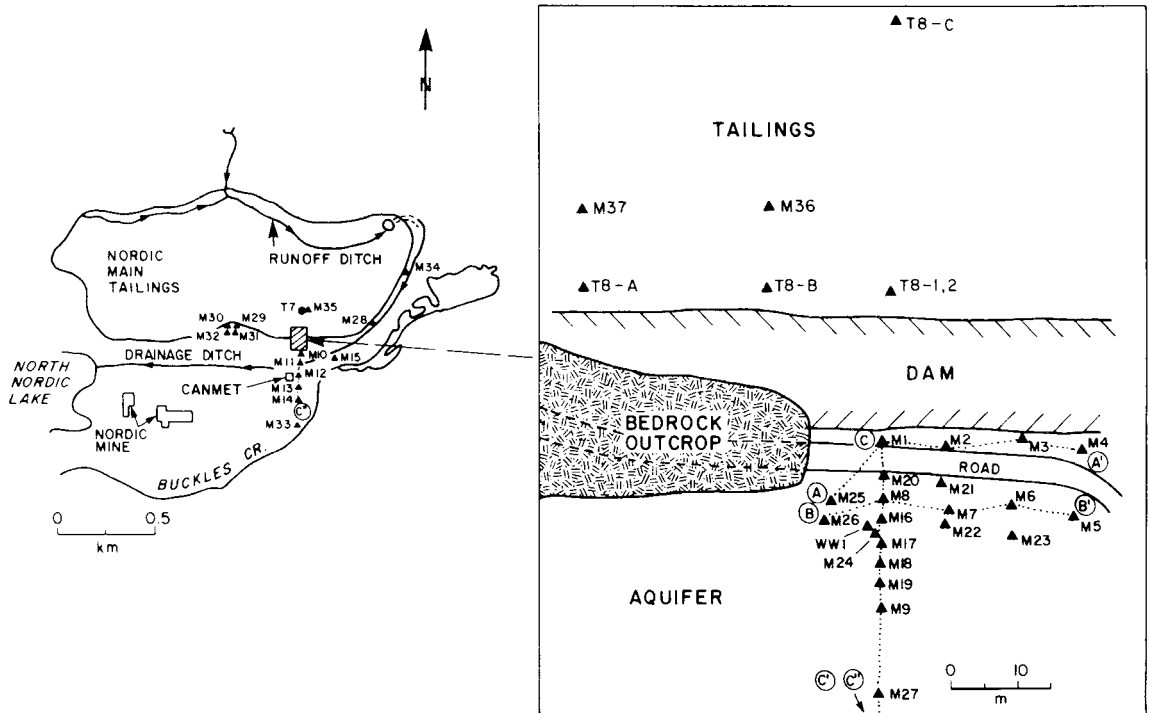 N
NORDIC
MAIN
TAILINGS
RUNOFF DITCH
M34
T7 M35
M30 M29
M32 M31
M28
DRAINAGE DITCH
M10
M11 M15
M12
CANMET
M13
M14
C"
M33
NORTH
NORDIC
LAKE
NORDIC
MINE
BUCKLES CR.
0 0.5
km
T8-C
TAILINGS
M37 M36
T8-A T8-B T8-1,2
DAM
BEDROCK
OUTCROP
C M1 M2 M3 M4
A'
ROAD
M20
M21
A M25 M8 M6 B'
B M26 M16 M7 M5
WW1 M22
M24 M17 M23
M18
M19
AQUIFER
M9
C' C"
M27
0 10
m